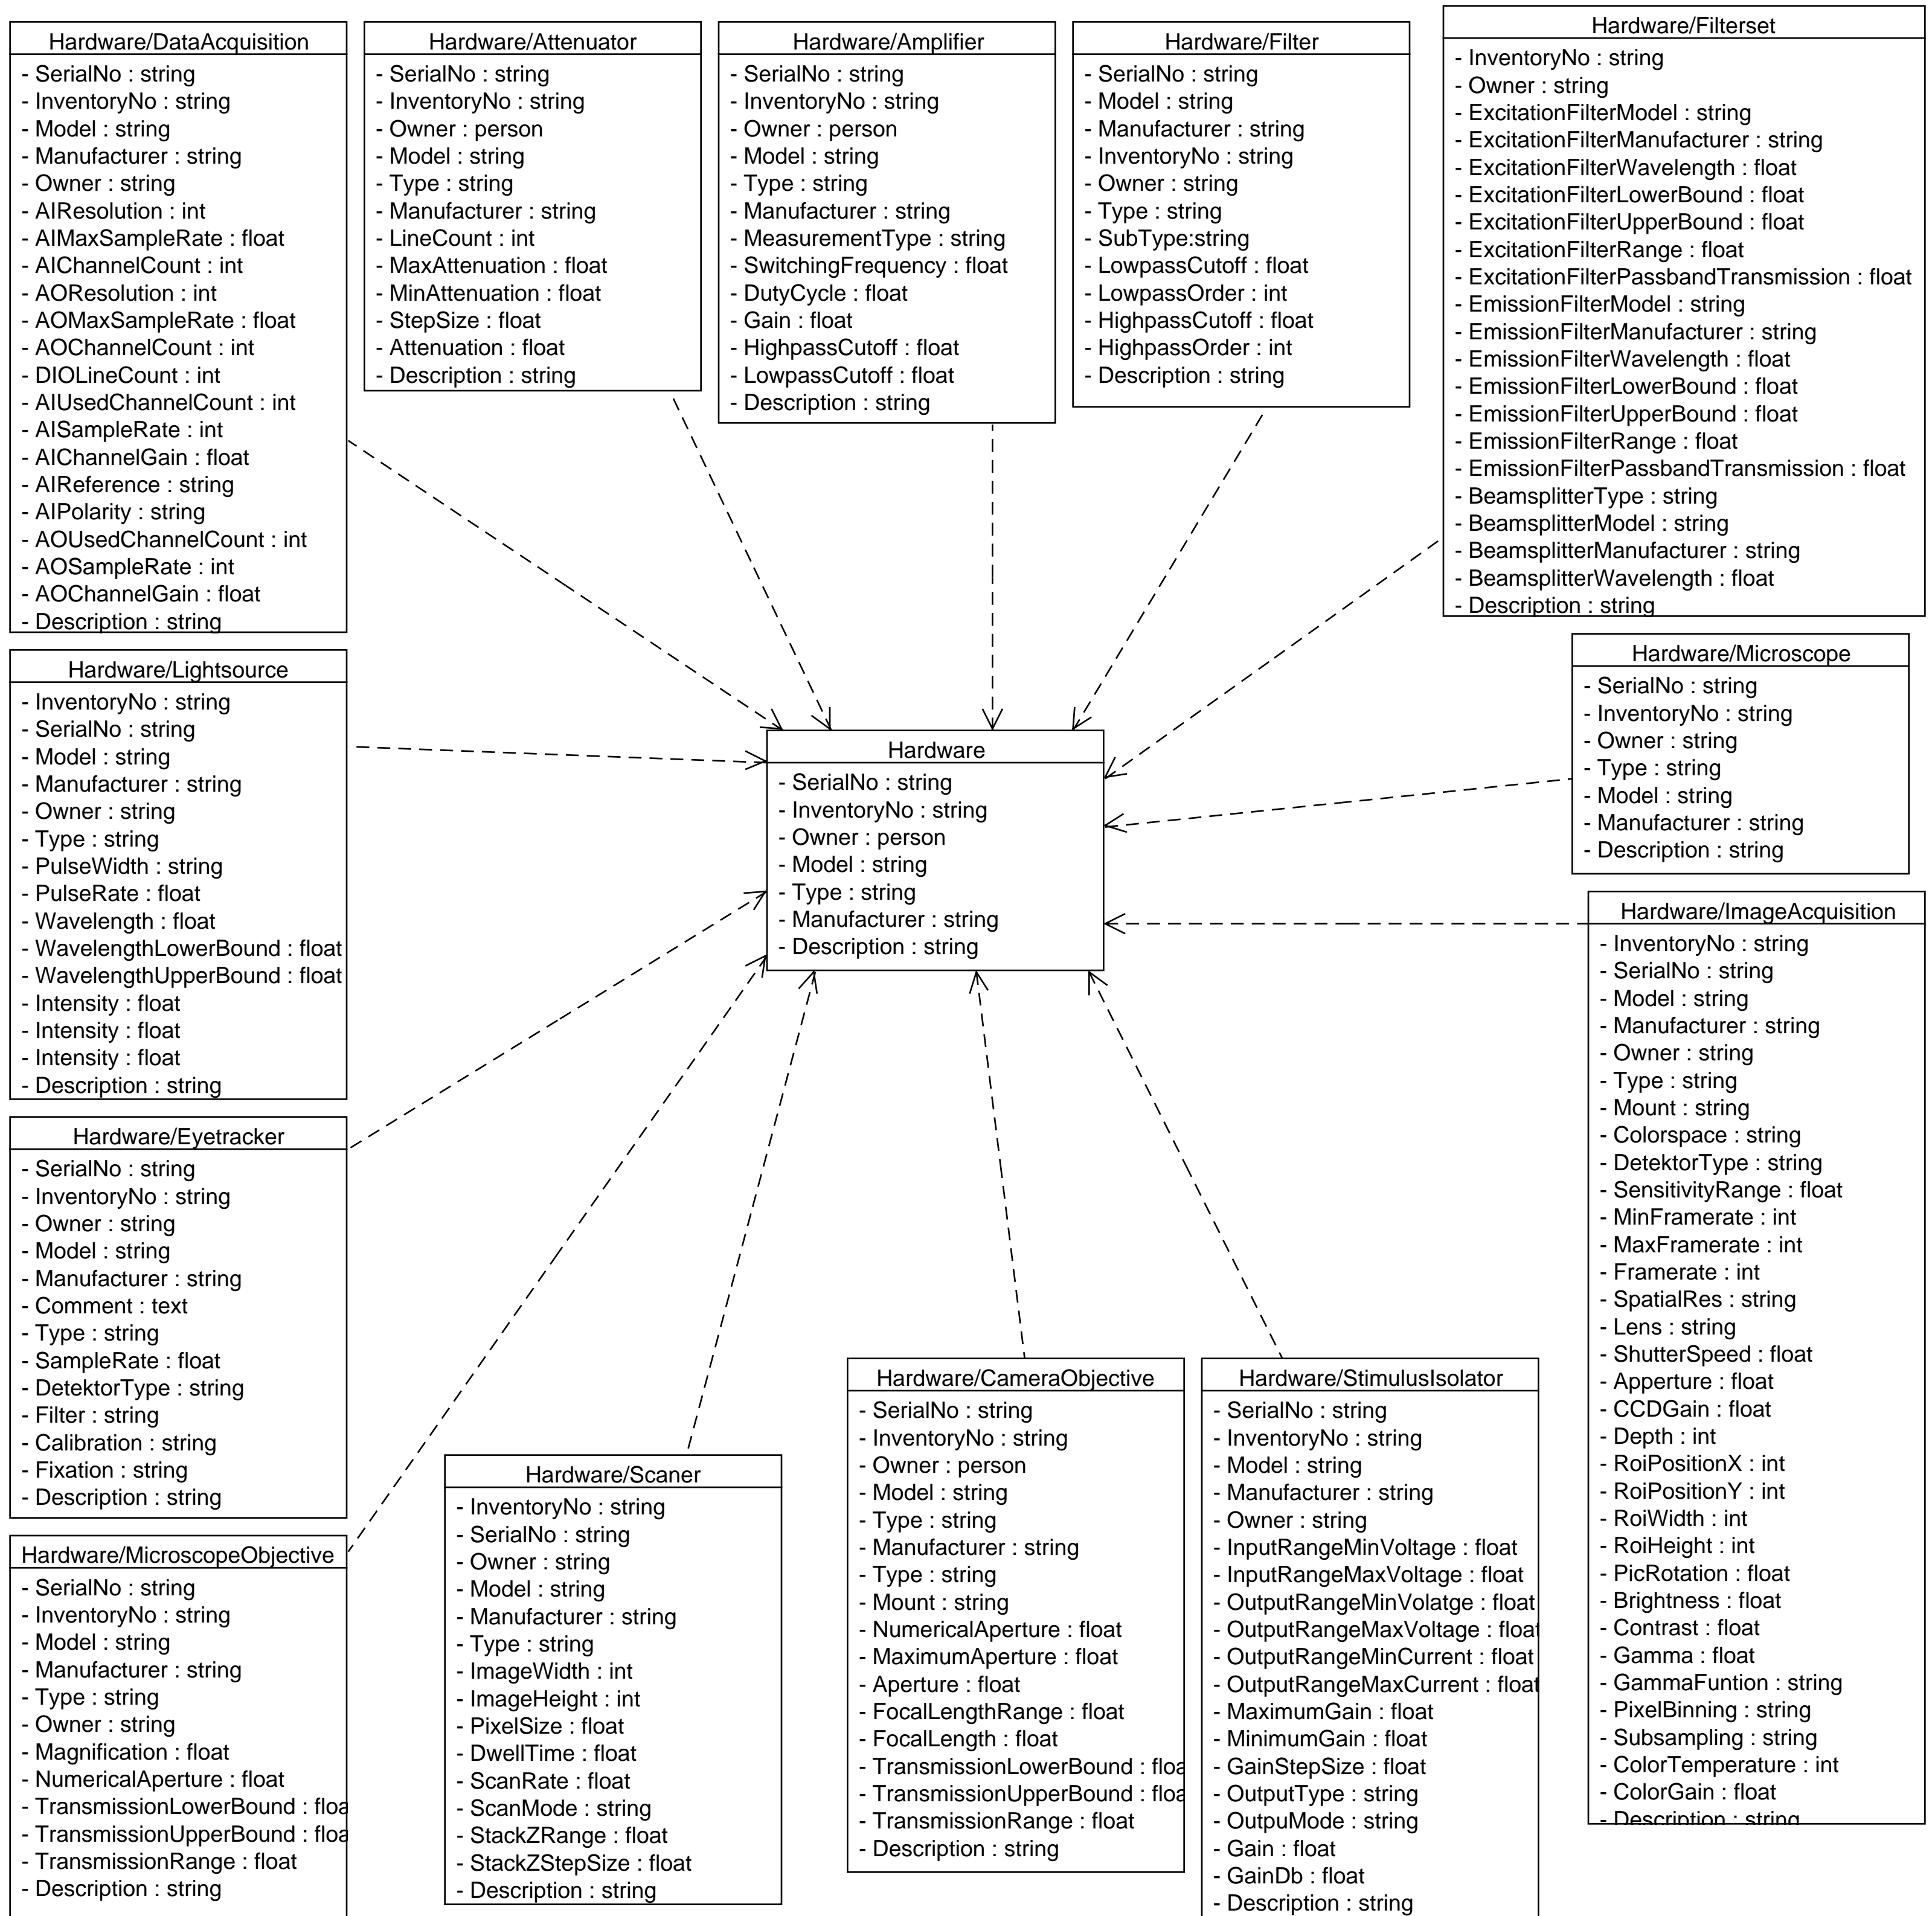 Hardware/DataAcquisition
- SerialNo : string
- InventoryNo : string
- Model : string
- Manufacturer : string
- Owner : string
- AIResolution : int
- AIMaxSampleRate : float
- AIChannelCount : int
- AOResolution : int
- AOMaxSampleRate : float
- AOChannelCount : int
- DIOLineCount : int
- AIUsedChannelCount : int
- AISampleRate : int
- AIChannelGain : float
- AIReference : string
- AIPolarity : string
- AOUsedChannelCount : int
- AOSampleRate : int
- AOChannelGain : float
- Description : string
Hardware/Attenuator
- SerialNo : string
- InventoryNo : string
- Owner : person
- Model : string
- Type : string
- Manufacturer : string
- LineCount : int
- MaxAttenuation : float
- MinAttenuation : float
- StepSize : float
- Attenuation : float
- Description : string
Hardware/Amplifier
- SerialNo : string
- InventoryNo : string
- Owner : person
- Model : string
- Type : string
- Manufacturer : string
- MeasurementType : string
- SwitchingFrequency : float
- DutyCycle : float
- Gain : float
- HighpassCutoff : float
- LowpassCutoff : float
- Description : string
Hardware/Filter
- SerialNo : string
- Model : string
- Manufacturer : string
- InventoryNo : string
- Owner : string
- Type : string
- SubType:string
- LowpassCutoff : float
- LowpassOrder : int
- HighpassCutoff : float
- HighpassOrder : int
- Description : string
Hardware/Filterset
- InventoryNo : string
- Owner : string
- ExcitationFilterModel : string
- ExcitationFilterManufacturer : string
- ExcitationFilterWavelength : float
- ExcitationFilterLowerBound : float
- ExcitationFilterUpperBound : float
- ExcitationFilterRange : float
- ExcitationFilterPassbandTransmission : float
- EmissionFilterModel : string
- EmissionFilterManufacturer : string
- EmissionFilterWavelength : float
- EmissionFilterLowerBound : float
- EmissionFilterUpperBound : float
- EmissionFilterRange : float
- EmissionFilterPassbandTransmission : float
- BeamsplitterType : string
- BeamsplitterModel : string
- BeamsplitterManufacturer : string
- BeamsplitterWavelength : float
- Description : string
Hardware/Lightsource
- InventoryNo : string
- SerialNo : string
- Model : string
- Manufacturer : string
- Owner : string
- Type : string
- PulseWidth : string
- PulseRate : float
- Wavelength : float
- WavelengthLowerBound : float
- WavelengthUpperBound : float
- Intensity : float
- Intensity : float
- Intensity : float
- Description : string
Hardware
- SerialNo : string
- InventoryNo : string
- Owner : person
- Model : string
- Type : string
- Manufacturer : string
- Description : string
Hardware/Microscope
- SerialNo : string
- InventoryNo : string
- Owner : string
- Type : string
- Model : string
- Manufacturer : string
- Description : string
Hardware/ImageAcquisition
- InventoryNo : string
- SerialNo : string
- Model : string
- Manufacturer : string
- Owner : string
- Type : string
- Mount : string
- Colorspace : string
- DetektorType : string
- SensitivityRange : float
- MinFramerate : int
- MaxFramerate : int
- Framerate : int
- SpatialRes : string
- Lens : string
- ShutterSpeed : float
- Apperture : float
- CCDGain : float
- Depth : int
- RoiPositionX : int
- RoiPositionY : int
- RoiWidth : int
- RoiHeight : int
- PicRotation : float
- Brightness : float
- Contrast : float
- Gamma : float
- GammaFuntion : string
- PixelBinning : string
- Subsampling : string
- ColorTemperature : int
- ColorGain : float
- Description : string
Hardware/Eyetracker
- SerialNo : string
- InventoryNo : string
- Owner : string
- Model : string
- Manufacturer : string
- Comment : text
- Type : string
- SampleRate : float
- DetektorType : string
- Filter : string
- Calibration : string
- Fixation : string
- Description : string
Hardware/MicroscopeObjective
- SerialNo : string
- InventoryNo : string
- Model : string
- Manufacturer : string
- Type : string
- Owner : string
- Magnification : float
- NumericalAperture : float
- TransmissionLowerBound : floa
- TransmissionUpperBound : floa
- TransmissionRange : float
- Description : string
Hardware/Scaner
- InventoryNo : string
- SerialNo : string
- Owner : string
- Model : string
- Manufacturer : string
- Type : string
- ImageWidth : int
- ImageHeight : int
- PixelSize : float
- DwellTime : float
- ScanRate : float
- ScanMode : string
- StackZRange : float
- StackZStepSize : float
- Description : string
Hardware/CameraObjective
- SerialNo : string
- InventoryNo : string
- Owner : person
- Model : string
- Type : string
- Manufacturer : string
- Type : string
- Mount : string
- NumericalAperture : float
- MaximumAperture : float
- Aperture : float
- FocalLengthRange : float
- FocalLength : float
- TransmissionLowerBound : floa
- TransmissionUpperBound : floa
- TransmissionRange : float
- Description : string
Hardware/StimulusIsolator
- SerialNo : string
- InventoryNo : string
- Model : string
- Manufacturer : string
- Owner : string
- InputRangeMinVoltage : float
- InputRangeMaxVoltage : float
- OutputRangeMinVolatge : float
- OutputRangeMaxVoltage : float
- OutputRangeMinCurrent : float
- OutputRangeMaxCurrent : float
- MaximumGain : float
- MinimumGain : float
- GainStepSize : float
- OutputType : string
- OutpuMode : string
- Gain : float
- GainDb : float
- Description : string